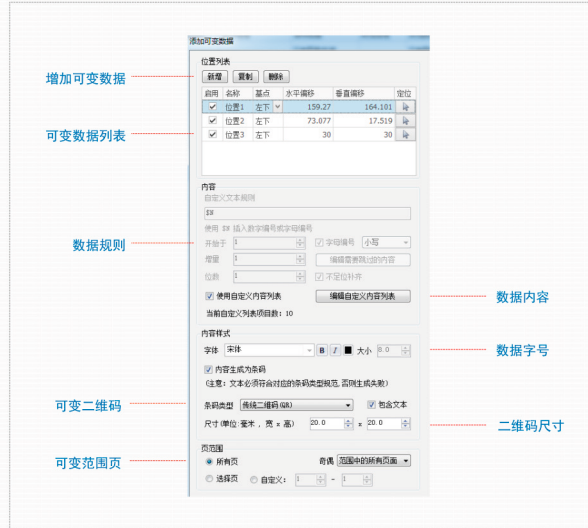 添加可变数据
位置列表
新增 复制 删除
增加可变数据
启用 名称 基点 水平偏移 垂直偏移 定位
位置1 左下 159.27 164.101
位置2 左下 73.077 17.519
可变数据列表
位置3 左下 30 30
内容
自定义文本规则
$#
使用 $# 插入数字编号或字母编号
数据规则
开始于 1 字母编号 小写
增量 1 编辑需要跳过的内容
位数 1 不足位补齐
使用自定义内容列表 编辑自定义内容列表
数据内容
当前自定义列表项目数: 10
内容样式
字体 宋体 B I 大小 8.0
数据字号
内容生成为条码
(注意: 文本必须符合对应的条码类型规范,否则生成失败)
可变二维码
条码类型 传统二维码(QR) 包含文本
尺寸(单位:毫米 , 宽 x 高) 20.0 x 20.0
二维码尺寸
页范围
可变范围页
所有页 奇偶 范围中的所有页面
选择页 自定义: 1 - 1